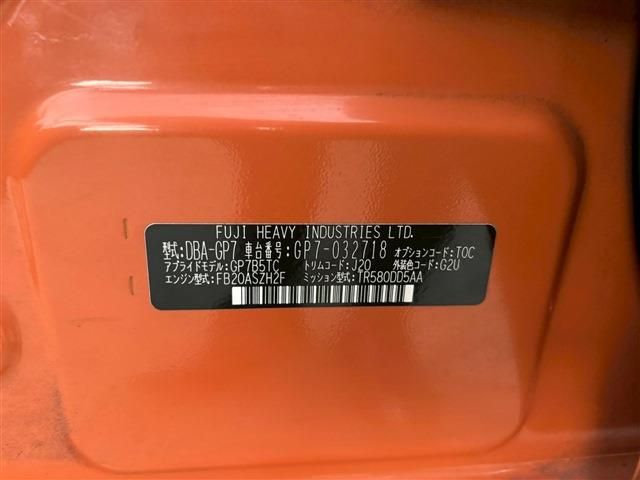 FUJI HEAVY INDUSTRIES LTD.
型式:DBA-GP7 車台番号:GP7-032718 オプションコード:TOC
アプライドモデル:GP7B5TC トリムコード:J20 外装色コード:G2U
エンジン型式:FB20ASZH2F ミッション型式:TR580DD5AA